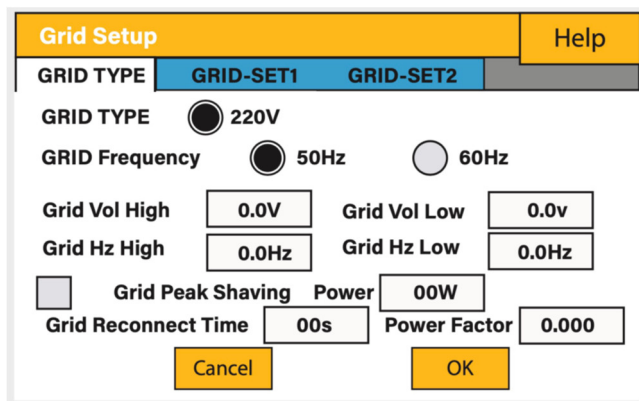 Grid Setup Help
GRID TYPE GRID-SET1 GRID-SET2
GRID TYPE 220V
GRID Frequency 50Hz 60Hz
Grid Vol High 0.0V Grid Vol Low 0.0v
Grid Hz High 0.0Hz Grid Hz Low 0.0Hz
Grid Peak Shaving Power 00W
Grid Reconnect Time 00s Power Factor 0.000
Cancel OK